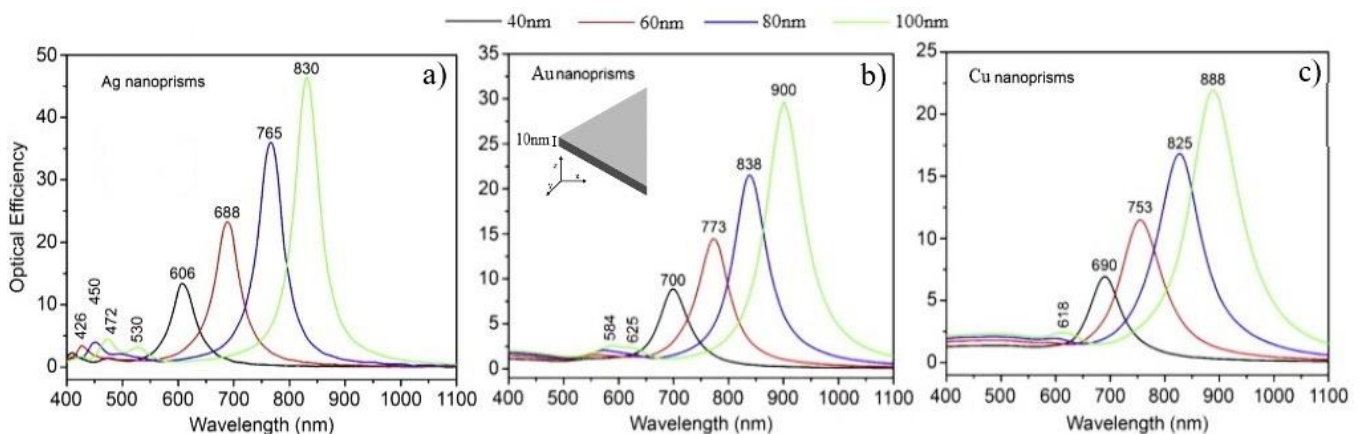 40nm 60nm 80nm 100nm
a)
Ag nanoprisms
Optical Efficiency
50
40
30
20
10
0
426
450
472
530
606
688
765
830
400 500 600 700 800 900 1000 1100
Wavelength (nm)
b)
Au nanoprisms
10nm
z
y
x
35
30
25
20
15
10
5
0
584
625
700
773
838
900
400 500 600 700 800 900 1000 1100
Wavelength (nm)
c)
Cu nanoprisms
25
20
15
10
5
0
618
690
753
825
888
400 500 600 700 800 900 1000 1100
Wavelength (nm)